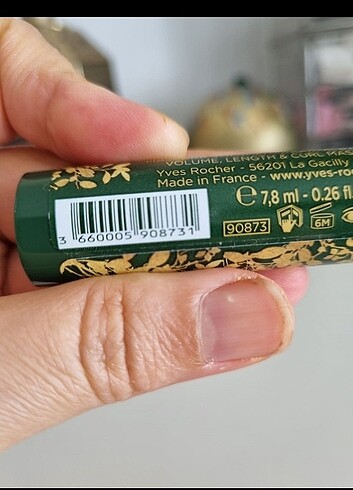 VOLUME, LENGTH & CURL
Yves Rocher - 56201 La Gacilly
Made in France - www.yves-ro
℮ 7,8 ml - 0.26 fl.
90873
6M
3 660005 908731